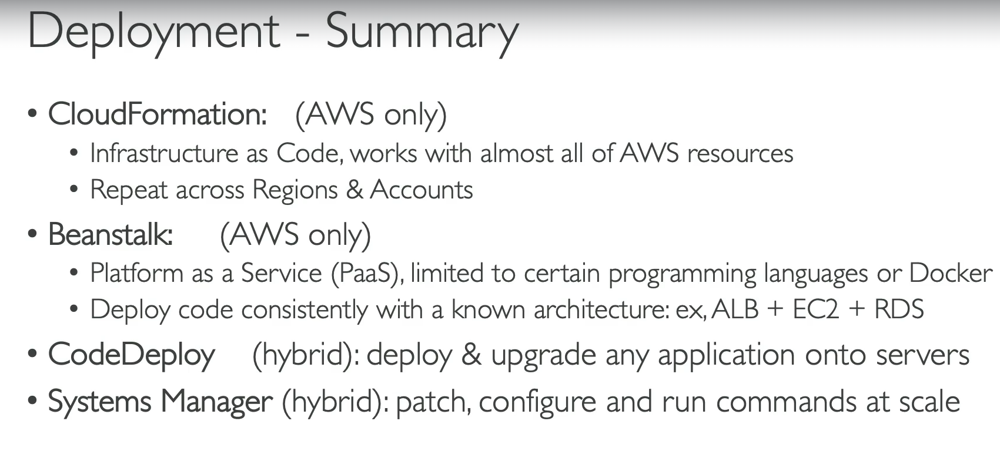 Deployment - Summary
• CloudFormation: (AWS only)
• Infrastructure as Code, works with almost all of AWS resources
• Repeat across Regions & Accounts
• Beanstalk: (AWS only)
• Platform as a Service (PaaS), limited to certain programming languages or Docker
• Deploy code consistently with a known architecture: ex, ALB + EC2 + RDS
• CodeDeploy (hybrid): deploy & upgrade any application onto servers
• Systems Manager (hybrid): patch, configure and run commands at scale